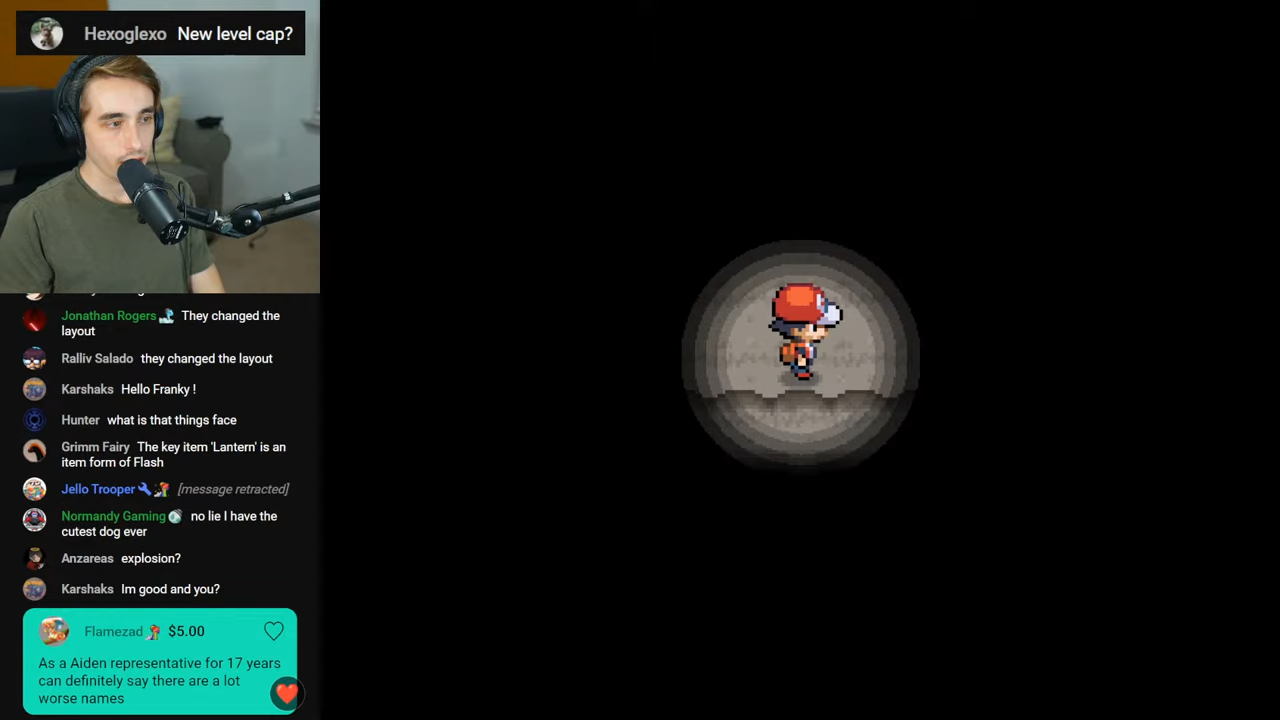 Hexoglexo New level cap?
Jonathan Rogers They changed the
layout
Ralliv Salado they changed the layout
Karshaks Hello Franky !
Hunter what is that things face
Grimm Fairy The key item 'Lantern' is an
item form of Flash
Jello Trooper [message retracted]
Normandy Gaming no lie I have the
cutest dog ever
Anzareas explosion?
Karshaks Im good and you?
Flamezad $5.00
As a Aiden representative for 17 years
can definitely say there are a lot
worse names